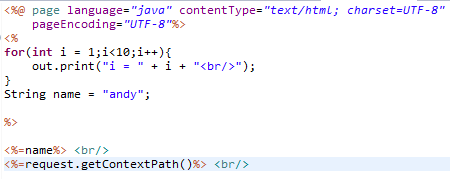 <%@ page language="java" contentType="text/html; charset=UTF-8"
pageEncoding="UTF-8"%>
<%
for(int i = 1;i<10;i++){
out.print("i = " + i + "<br/>");
}
String name = "andy";
%>
<%=name%> <br/>
<%=request.getContextPath()%> <br/>